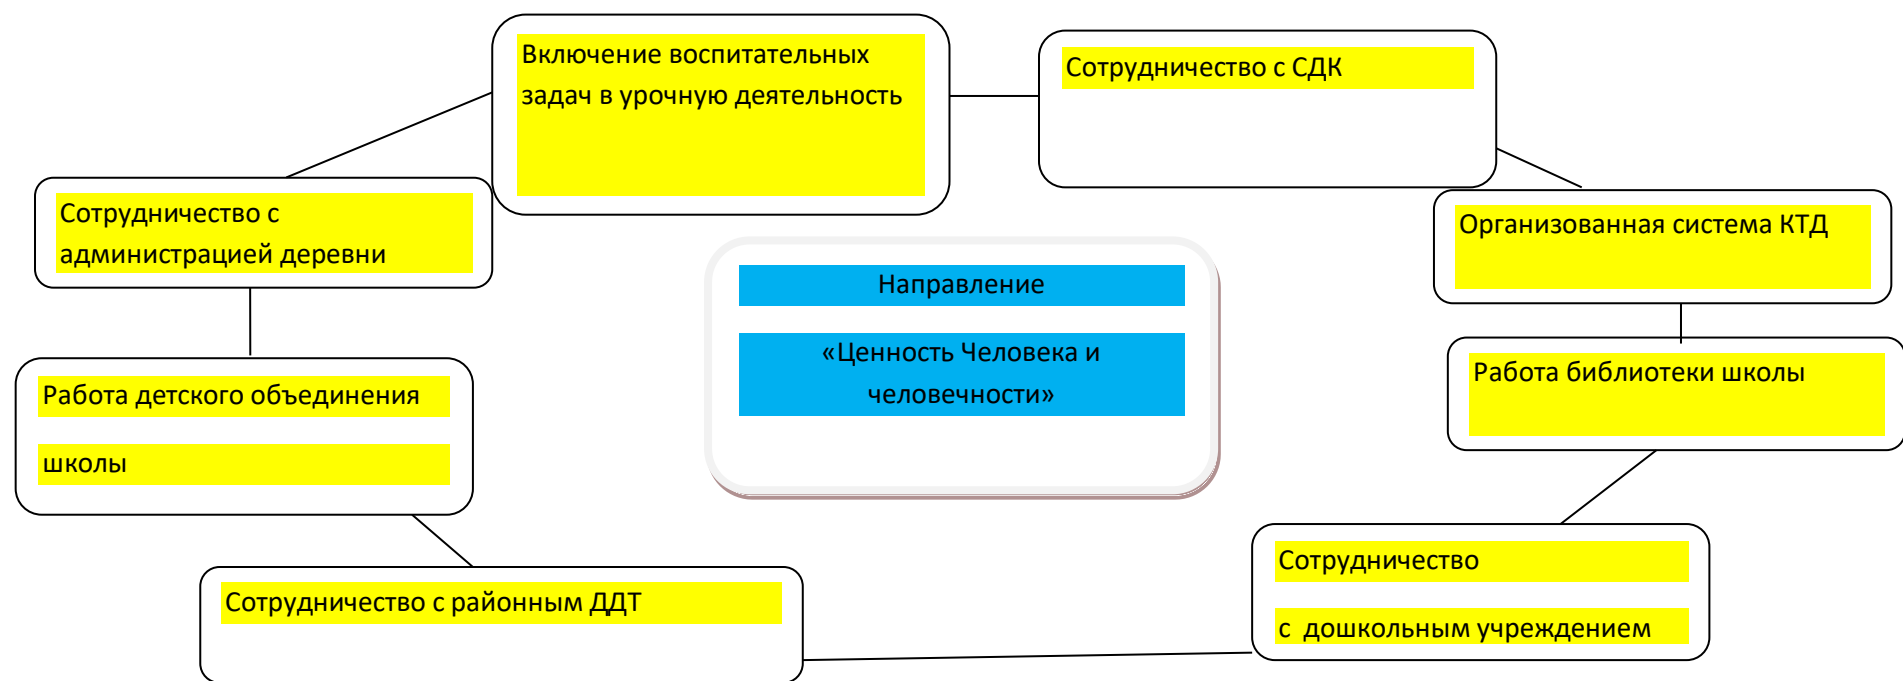 Включение воспитательных
задач в урочную деятельность
Сотрудничество с СДК
Сотрудничество с
администрацией деревни
Организованная система КТД
Направление
«Ценность Человека и
человечности»
Работа детского объединения
школы
Работа библиотеки школы
Сотрудничество с районным ДДТ
Сотрудничество
с  дошкольным учреждением